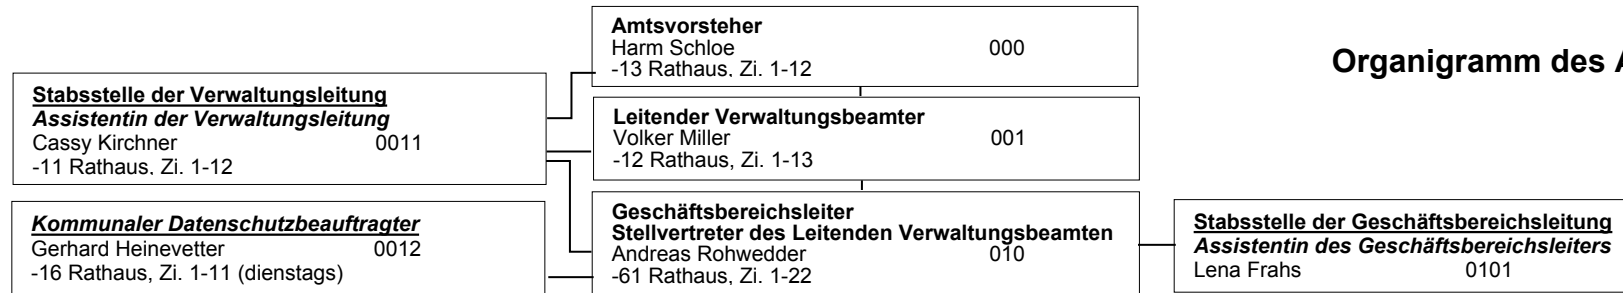 Organigramm des A
Amtsvorsteher
Harm Schloe 000
-13 Rathaus, Zi. 1-12
Stabsstelle der Verwaltungsleitung
Assistentin der Verwaltungsleitung
Cassy Kirchner 0011
-11 Rathaus, Zi. 1-12
Leitender Verwaltungsbeamter
Volker Miller 001
-12 Rathaus, Zi. 1-13
Kommunaler Datenschutzbeauftragter
Gerhard Heinevetter 0012
-16 Rathaus, Zi. 1-11 (dienstags)
Geschäftsbereichsleiter
Stellvertreter des Leitenden Verwaltungsbeamten
Andreas Rohwedder 010
-61 Rathaus, Zi. 1-22
Stabsstelle der Geschäftsbereichsleitung
Assistentin des Geschäftsbereichsleiters
Lena Frahs 0101